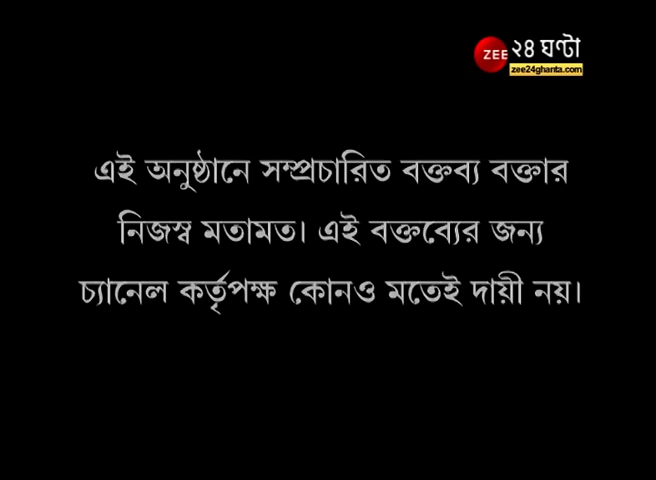 ZEE ২৪ ঘণ্টা
zee24ghanta.com
এই অনুষ্ঠানে সম্প্রচারিত বক্তব্য বক্তার
নিজস্ব মতামত। এই বক্তব্যের জন্য
চ্যানেল কর্তৃপক্ষ কোনও মতেই দায়ী নয়।